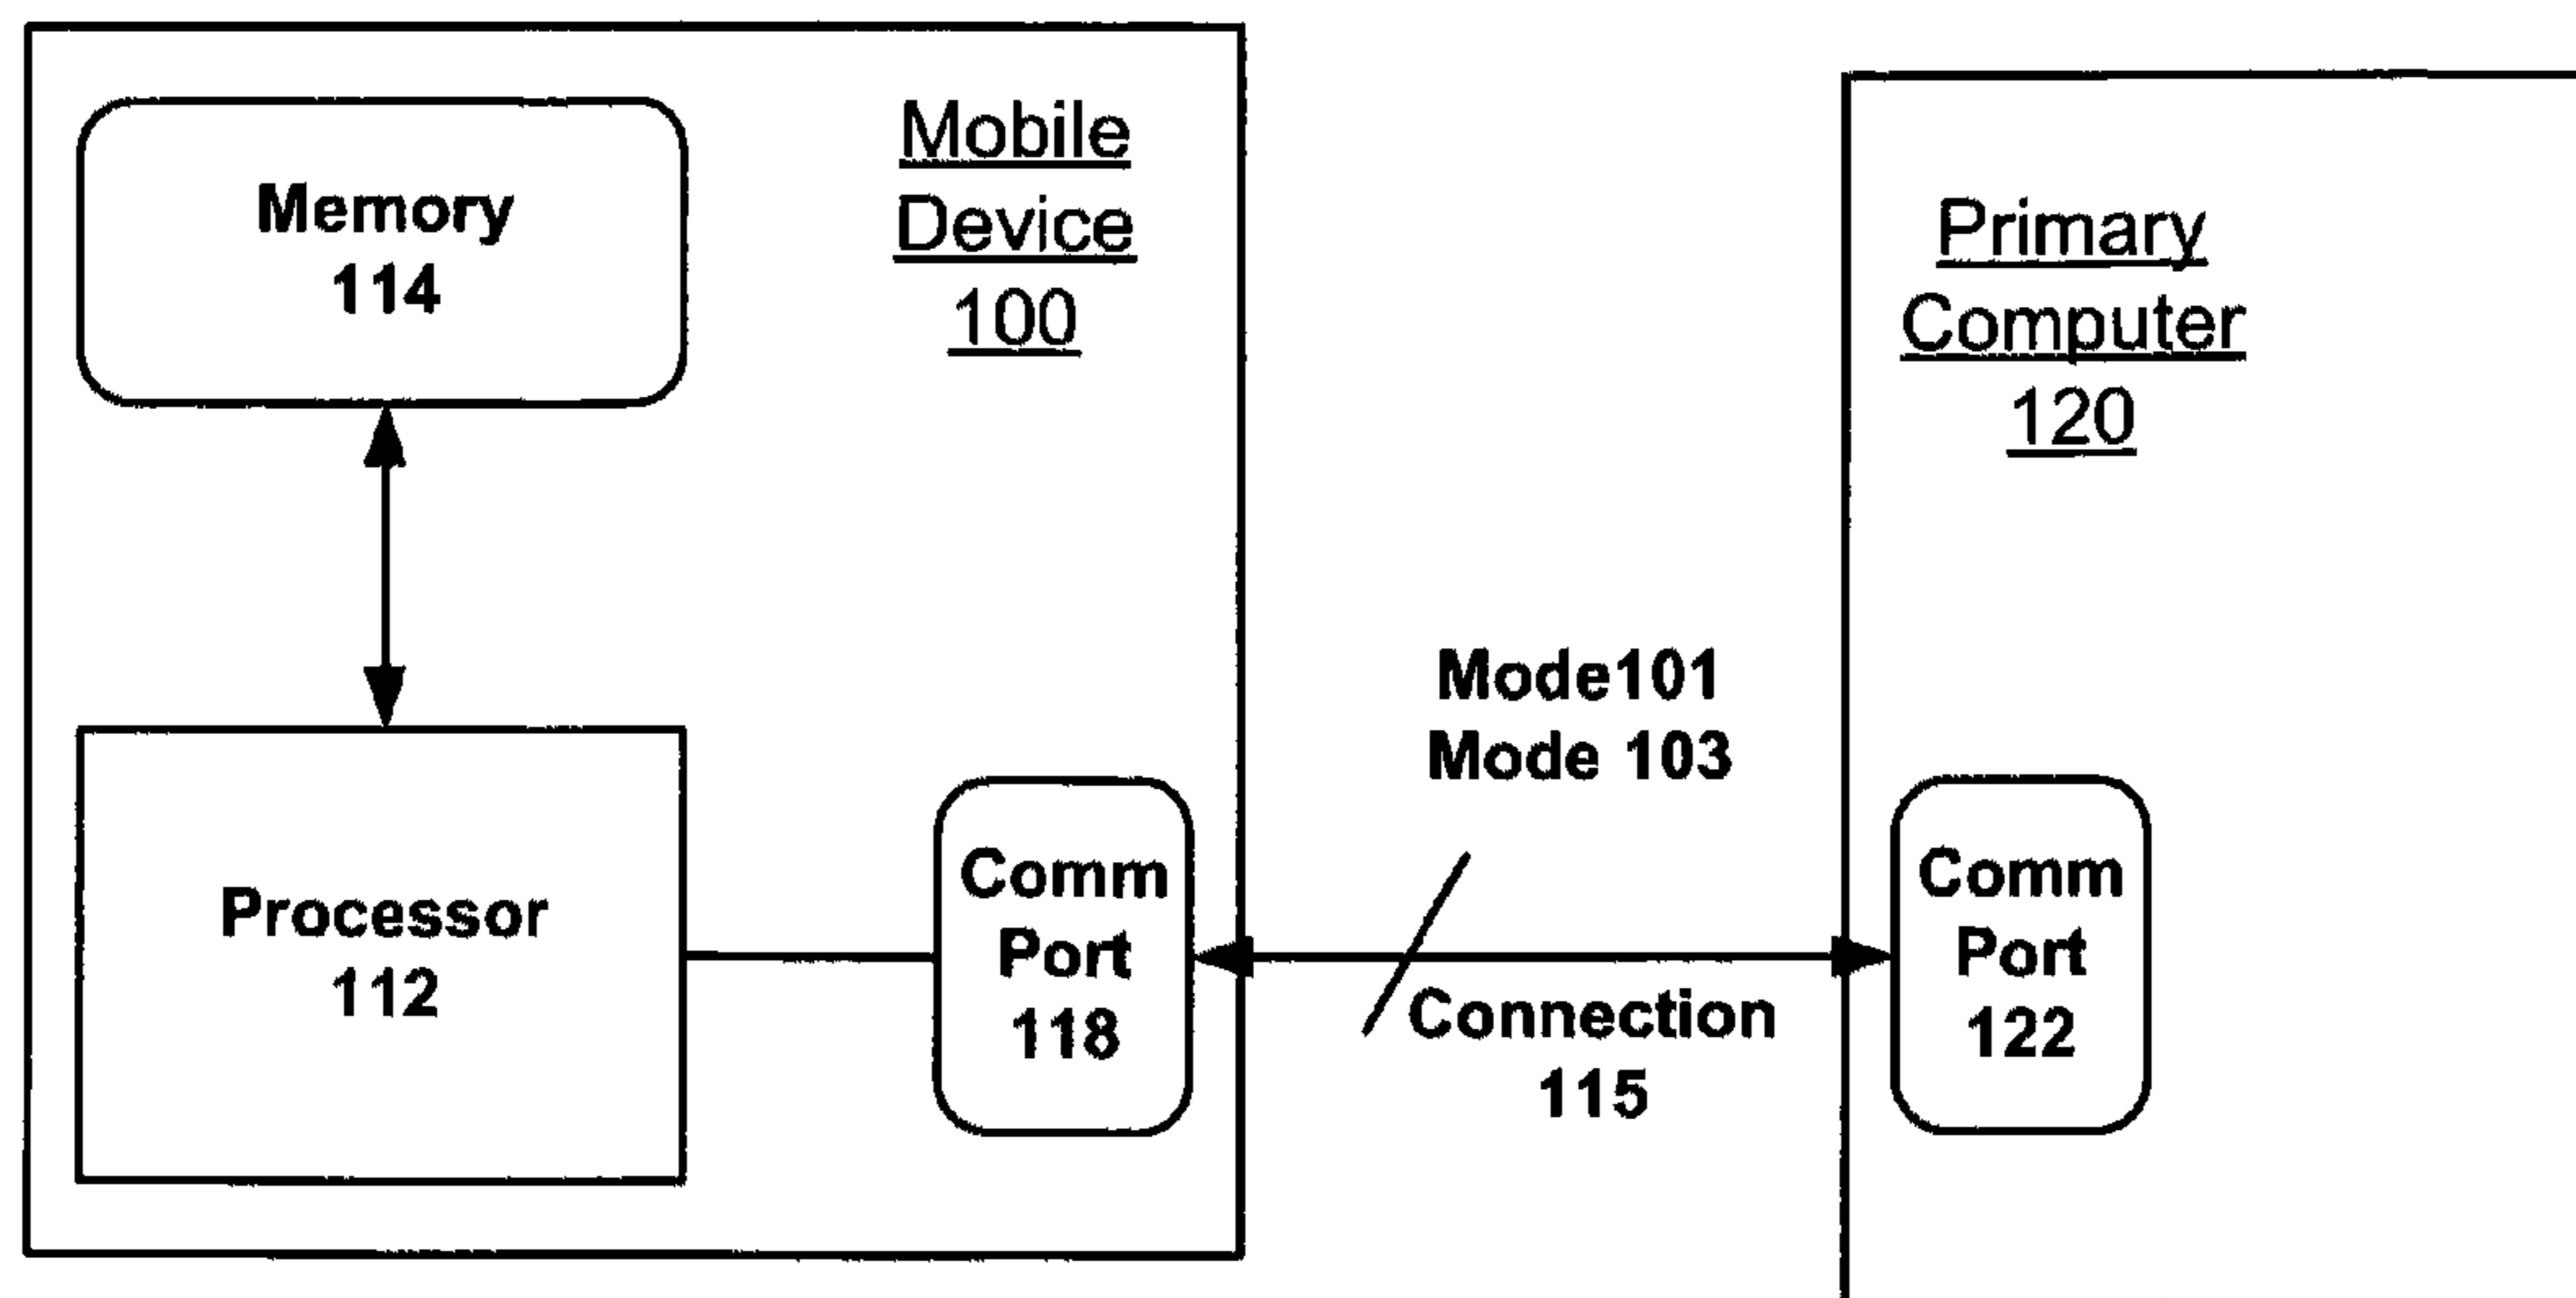 Memory
114
Mobile
Device
100
Primary
Computer
120
Mode101
Mode 103
Processor
112
Comm
Port
118
Connection
115
Comm
Port
122